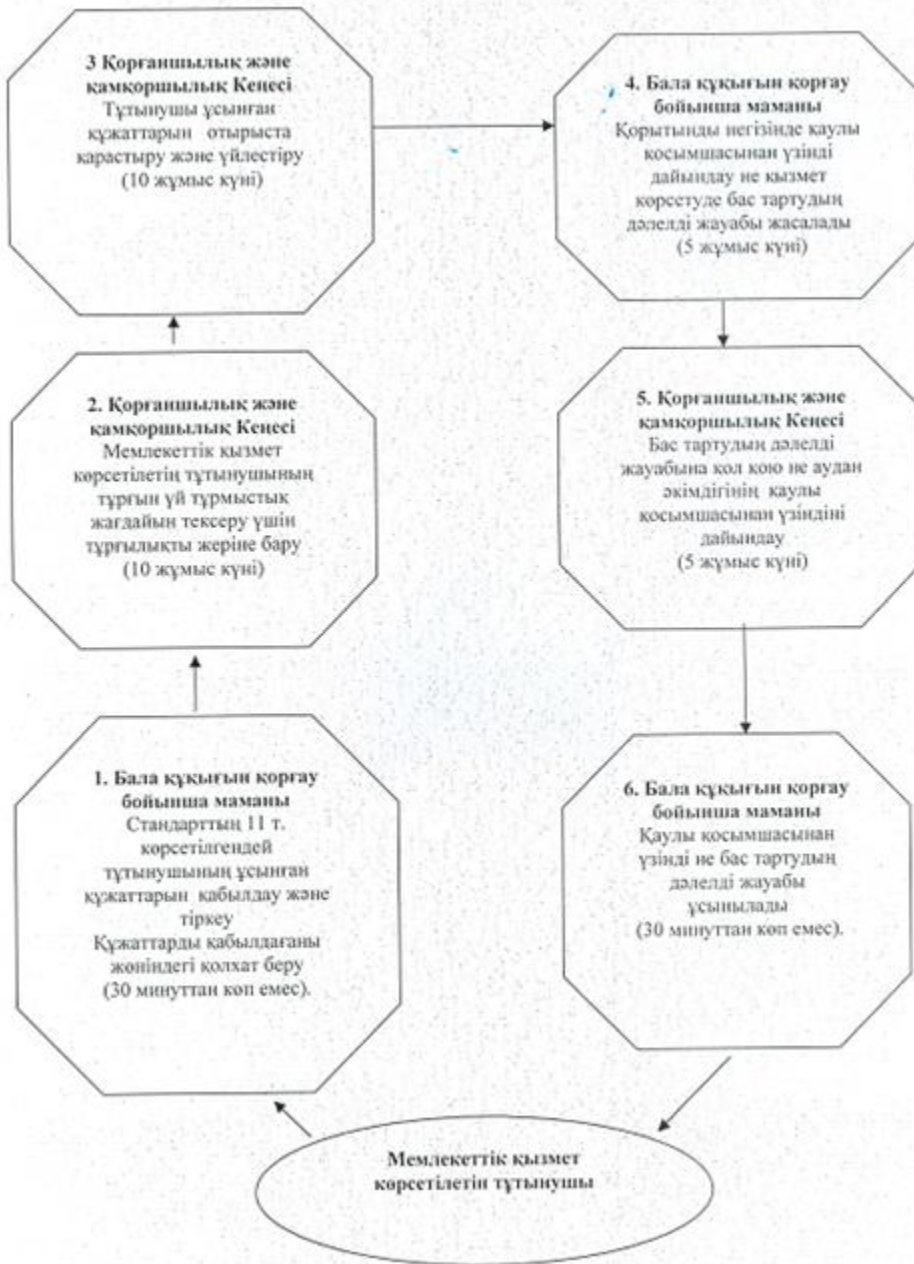 3 Қорғаншылық және
қамқоршылық Кеңесі
Тұтынушы ұсынған
құжаттарын отырыста
қарастыру және үйлестіру
(10 жұмыс күні)
4. Бала құқығын қорғау
бойынша маманы
Қорытынды негізінде қаулы
қосымшасынан үзінді
дайындау не қызмет
көрсетуде бас тартудың
дәлелді жауабы жасалады
(5 жұмыс күні)
2. Қорғаншылық және
қамқоршылық Кеңесі
Мемлекеттік қызмет
көрсетілетің тұтынушының
тұрғын үй тұрмыстық
жағдайын тексеру үшін
тұрғылықты жеріне бару
(10 жұмыс күні)
5. Қорғаншылық және
қамқоршылық Кеңесі
Бас тартудың дәлелді
жауабына қол қою не аудан
әкімдігінің қаулы
қосымшасынан үзіндіні
дайындау
(5 жұмыс күні)
1. Бала құқығын қорғау
бойынша маманы
Стандарттың 11 т.
көрсетілгендей
тұтынушының ұсынған
құжаттарын қабылдау және
тіркеу
Құжаттарды қабылдағаны
жөніндегі қолхат беру
(30 минуттан көп емес).
6. Бала құқығын қорғау
бойынша маманы
Қаулы қосымшасынан
үзінді не бас тартудың
дәлелді жауабы
ұсынылады
(30 минуттан көп емес).
Мемлекеттік қызмет
көрсетілетін тұтынушы